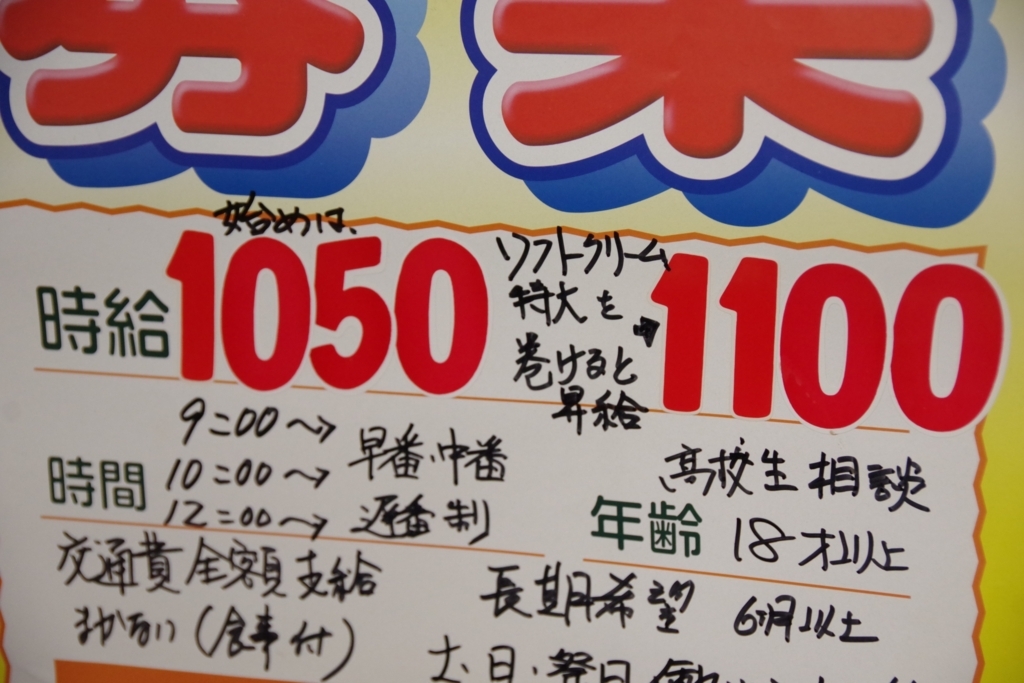 募集
始めは、
時給 1050 ソフトクリーム特大を巻けると昇給→1100
時間
9:00〜→
10:00〜→
12:00〜→
早番、中番
遅番制
高校生相談
年齢 18才以上
交通費全額支給
まかない(食事付)
長期希望 6ヶ月以上
土、日、祭日